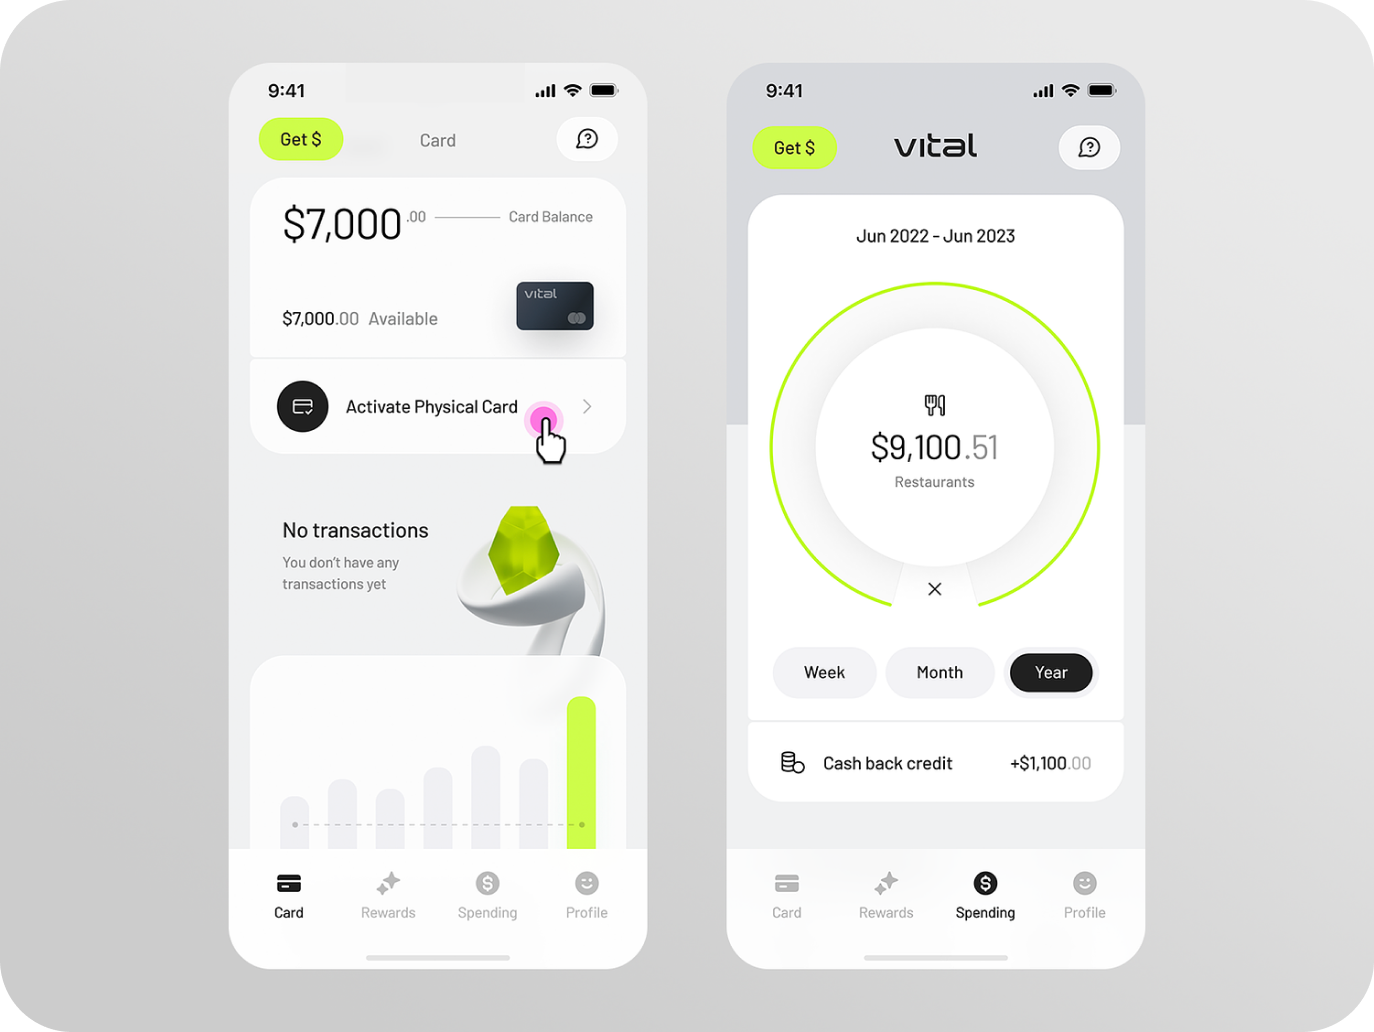 9:41
Get $
Card
$7,000.00
Card Balance
vital
$7,000.00 Available
Activate Physical Card
No transactions
You don't have any
transactions yet
Card
Rewards
Spending
Profile
9:41
Get $
vital
Jun 2022 - Jun 2023
$9,100.51
Restaurants
Week
Month
Year
Cash back credit
+$1,100.00
Card
Rewards
Spending
Profile